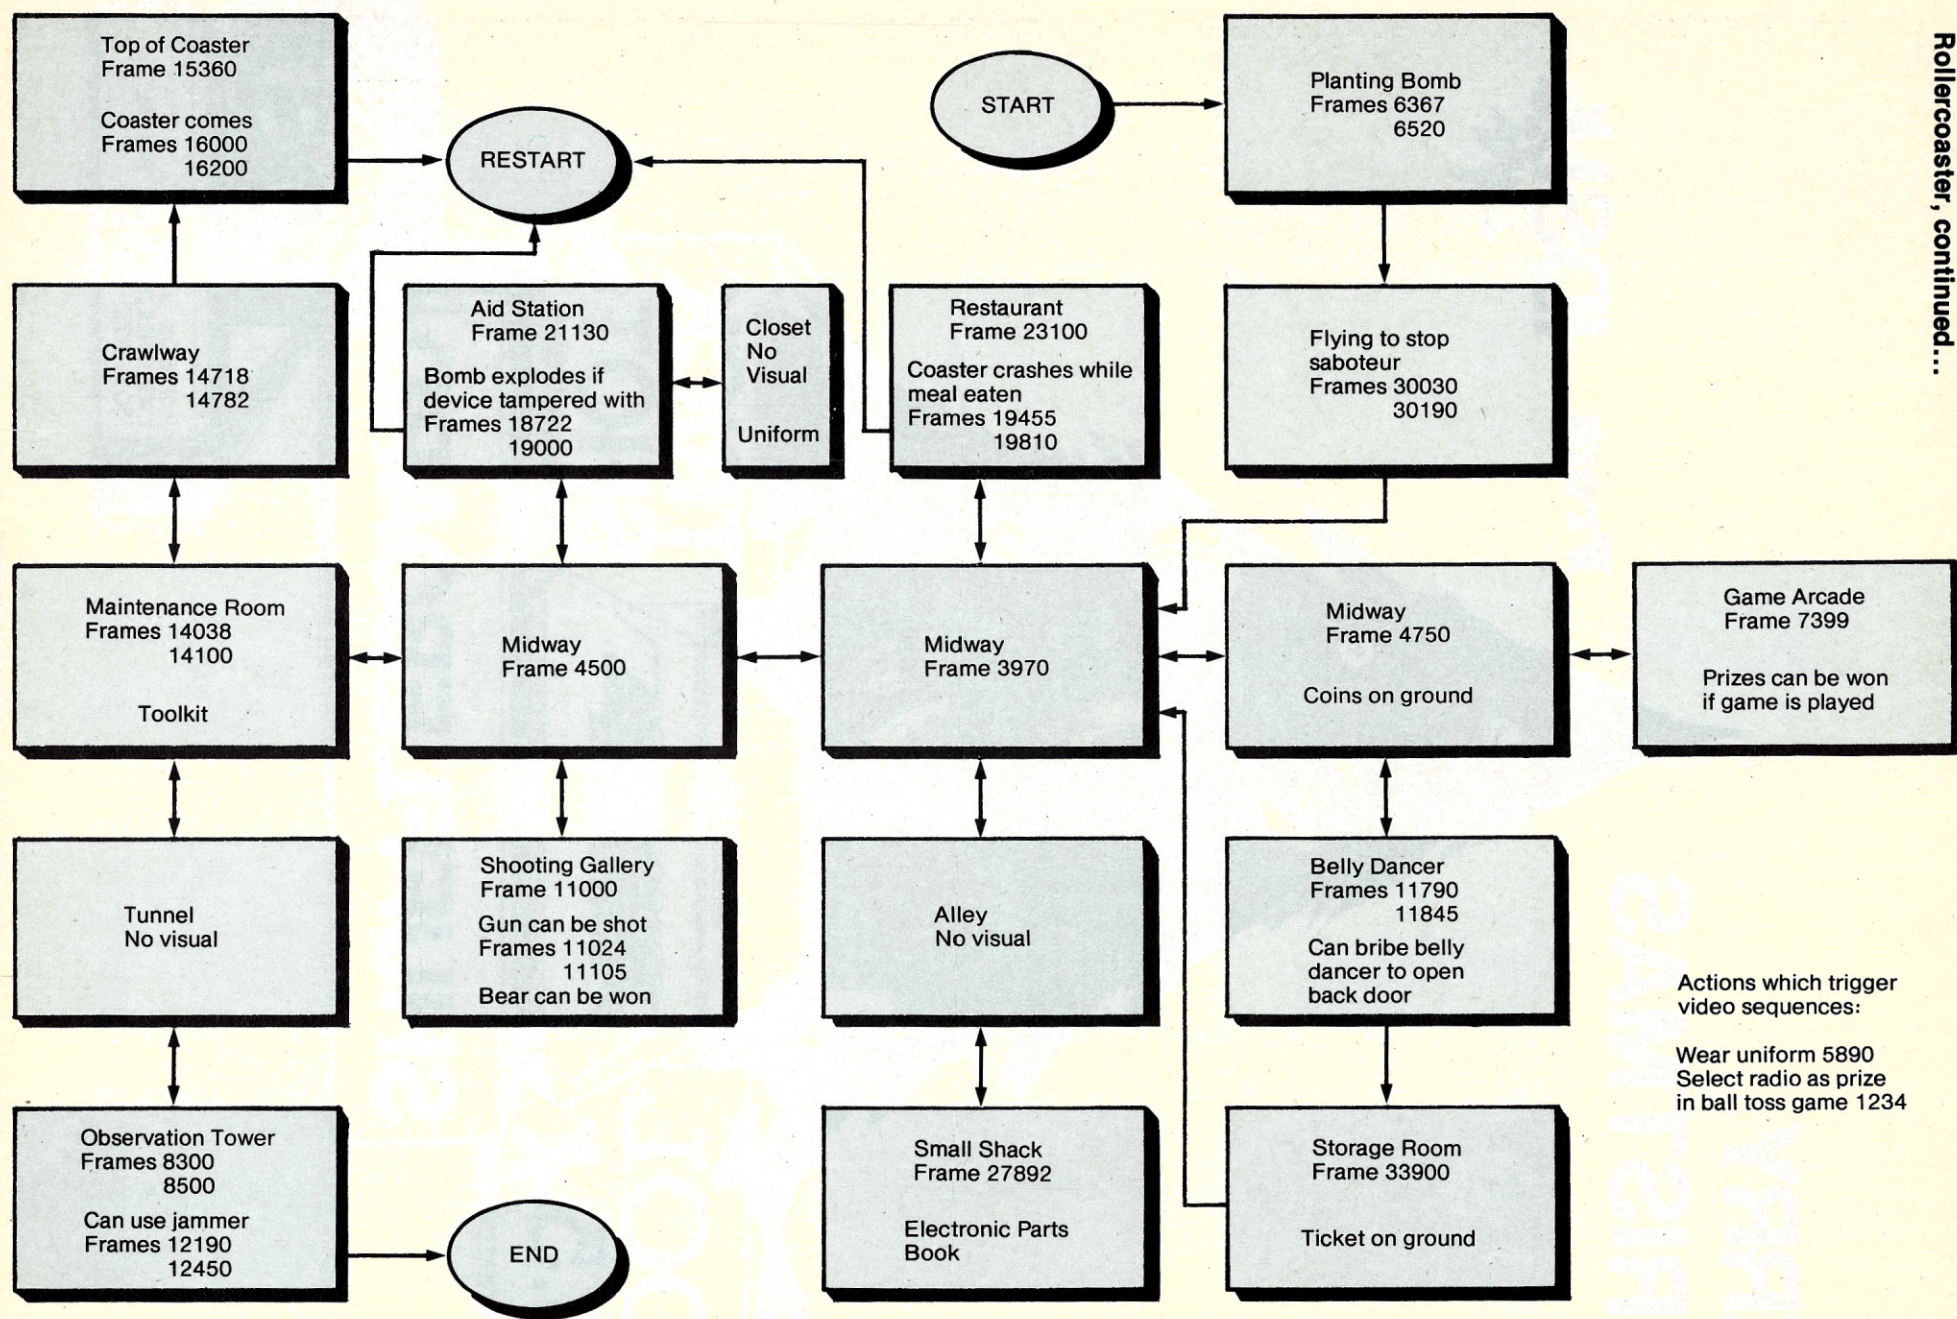 Rollercoaster, continued...
Top of Coaster
Frame 15360
Coaster comes
Frames 16000
16200
RESTART
START
Planting Bomb
Frames 6367
6520
Crawlway
Frames 14718
14782
Aid Station
Frame 21130
Bomb explodes if
device tampered with
Frames 18722
19000
Closet
No
Visual
Uniform
Restaurant
Frame 23100
Coaster crashes while
meal eaten
Frames 19455
19810
Flying to stop
saboteur
Frames 30030
30190
Maintenance Room
Frames 14038
14100
Toolkit
Midway
Frame 4500
Midway
Frame 3970
Midway
Frame 4750
Coins on ground
Game Arcade
Frame 7399
Prizes can be won
if game is played
Tunnel
No visual
Shooting Gallery
Frame 11000
Gun can be shot
Frames 11024
11105
Bear can be won
Alley
No visual
Belly Dancer
Frames 11790
11845
Can bribe belly
dancer to open
back door
Actions which trigger
video sequences:
Wear uniform 5890
Select radio as prize
in ball toss game 1234
Observation Tower
Frames 8300
8500
Can use jammer
Frames 12190
12450
END
Small Shack
Frame 27892
Electronic Parts
Book
Storage Room
Frame 33900
Ticket on ground